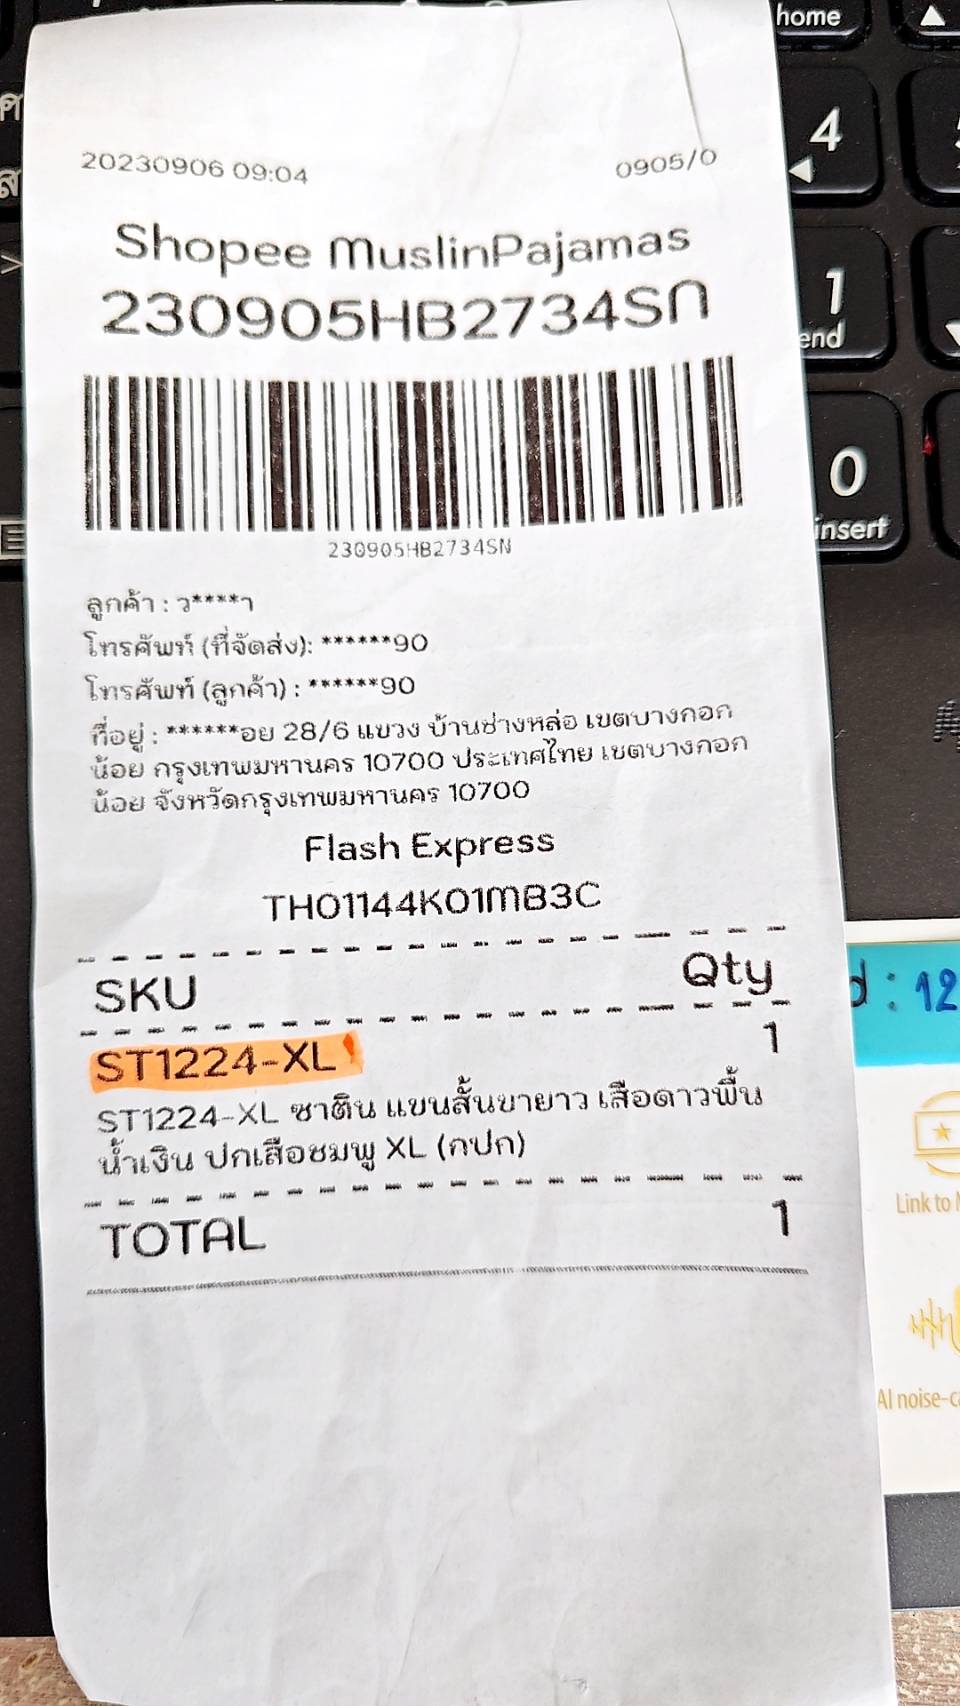 20230906 09:04 0905/0
Shopee MuslinPajamas
230905HB2734SN
230905HB2734SN
ลูกค้า : ว****า
โทรศัพท์ (ที่จัดส่ง): ******90
โทรศัพท์ (ลูกค้า) : ******90
ที่อยู่ : ******อย 28/6 แขวง บ้านช่างหล่อ เขตบางกอก
น้อย กรุงเทพมหานคร 10700 ประเทศไทย เขตบางกอก
น้อย จังหวัดกรุงเทพมหานคร 10700
Flash Express
TH01144K01MB3C
SKU Qty
ST1224-XL 1
ST1224-XL ซาติน แขนสั้นขายาว เสือดาวพื้น
น้ำเงิน ปกเสือชมพู XL (กปก)
TOTAL 1
home
4
1
end
0
insert
d : 12
Link to
AI noise-ca